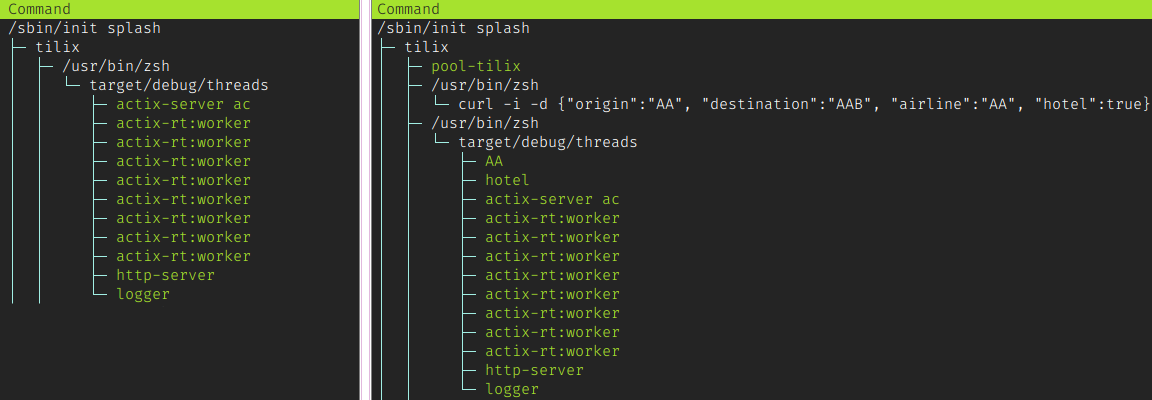 Command
/sbin/init splash
tilix
/usr/bin/zsh
target/debug/threads
actix-server ac
actix-rt:worker
actix-rt:worker
actix-rt:worker
actix-rt:worker
actix-rt:worker
actix-rt:worker
actix-rt:worker
actix-rt:worker
http-server
logger
Command
/sbin/init splash
tilix
pool-tilix
/usr/bin/zsh
curl -i -d {"origin":"AA", "destination":"AAB", "airline":"AA", "hotel":true}
/usr/bin/zsh
target/debug/threads
AA
hotel
actix-server ac
actix-rt:worker
actix-rt:worker
actix-rt:worker
actix-rt:worker
actix-rt:worker
actix-rt:worker
actix-rt:worker
actix-rt:worker
http-server
logger